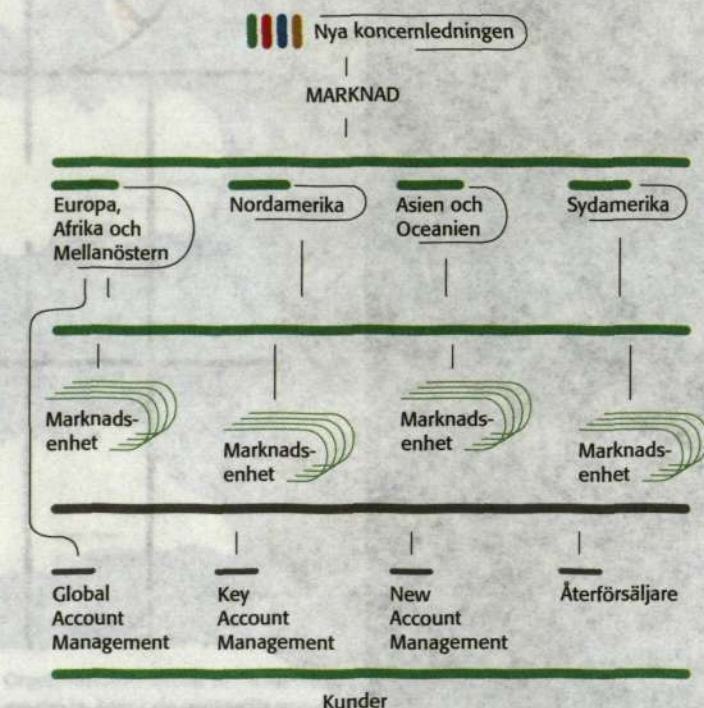 Nya koncernledningen
MARKNAD
Europa,
Afrika och
Mellanöstern
Nordamerika
Asien och
Oceanien
Sydamerika
Marknads-
enhet
Marknads-
enhet
Marknads-
enhet
Marknads-
enhet
Global
Account
Management
Key
Account
Management
New
Account
Management
Återförsäljare
Kunder